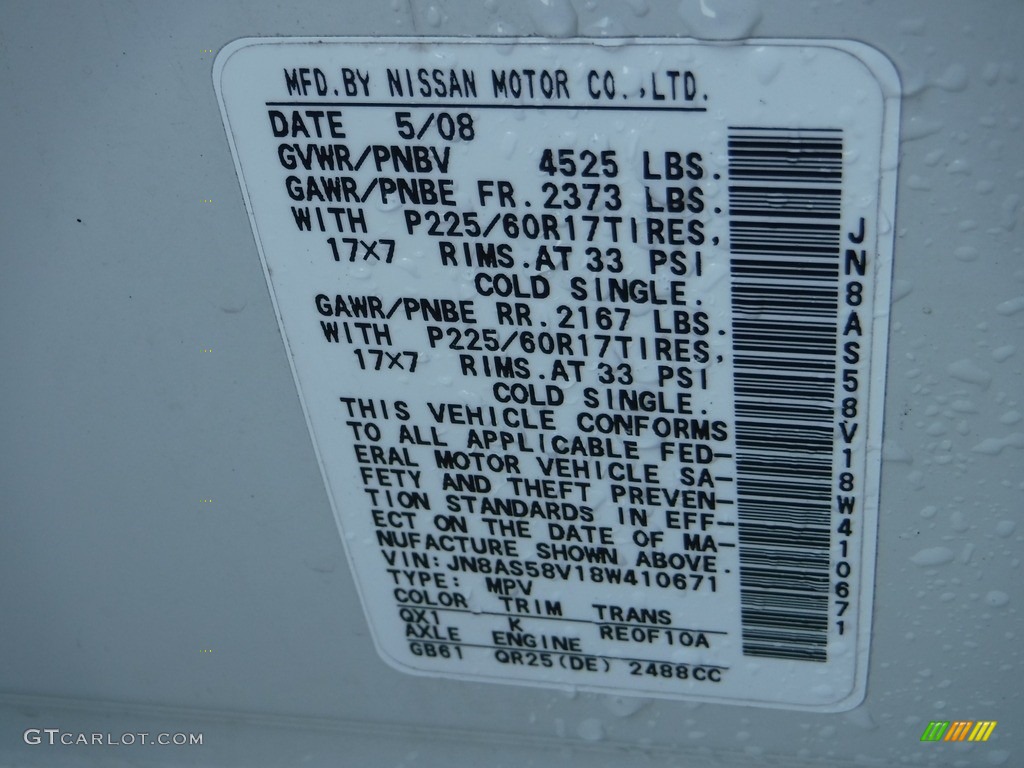 MFD.BY NISSAN MOTOR CO.,LTD.
DATE 5/08
GVWR/PNBV 4525 LBS.
GAWR/PNBE FR.2373 LBS.
WITH P225/60R17TIRES,
17X7 RIMS.AT 33 PSI
COLD SINGLE.
GAWR/PNBE RR.2167 LBS.
WITH P225/60R17TIRES,
17X7 RIMS.AT 33 PSI
COLD SINGLE.
THIS VEHICLE CONFORMS
TO ALL APPLICABLE FED-
ERAL MOTOR VEHICLE SA-
FETY AND THEFT PREVEN-
TION STANDARDS IN EFF-
ECT ON THE DATE OF MA-
NUFACTURE SHOWN ABOVE.
VIN:JN8AS58V18W410671
TYPE: MPV
COLOR TRIM TRANS
QX1 K RE0F10A
AXLE ENGINE
GB61 QR25(DE) 2488CC
JN8AS58V18W410671
GTCARLOT.COM